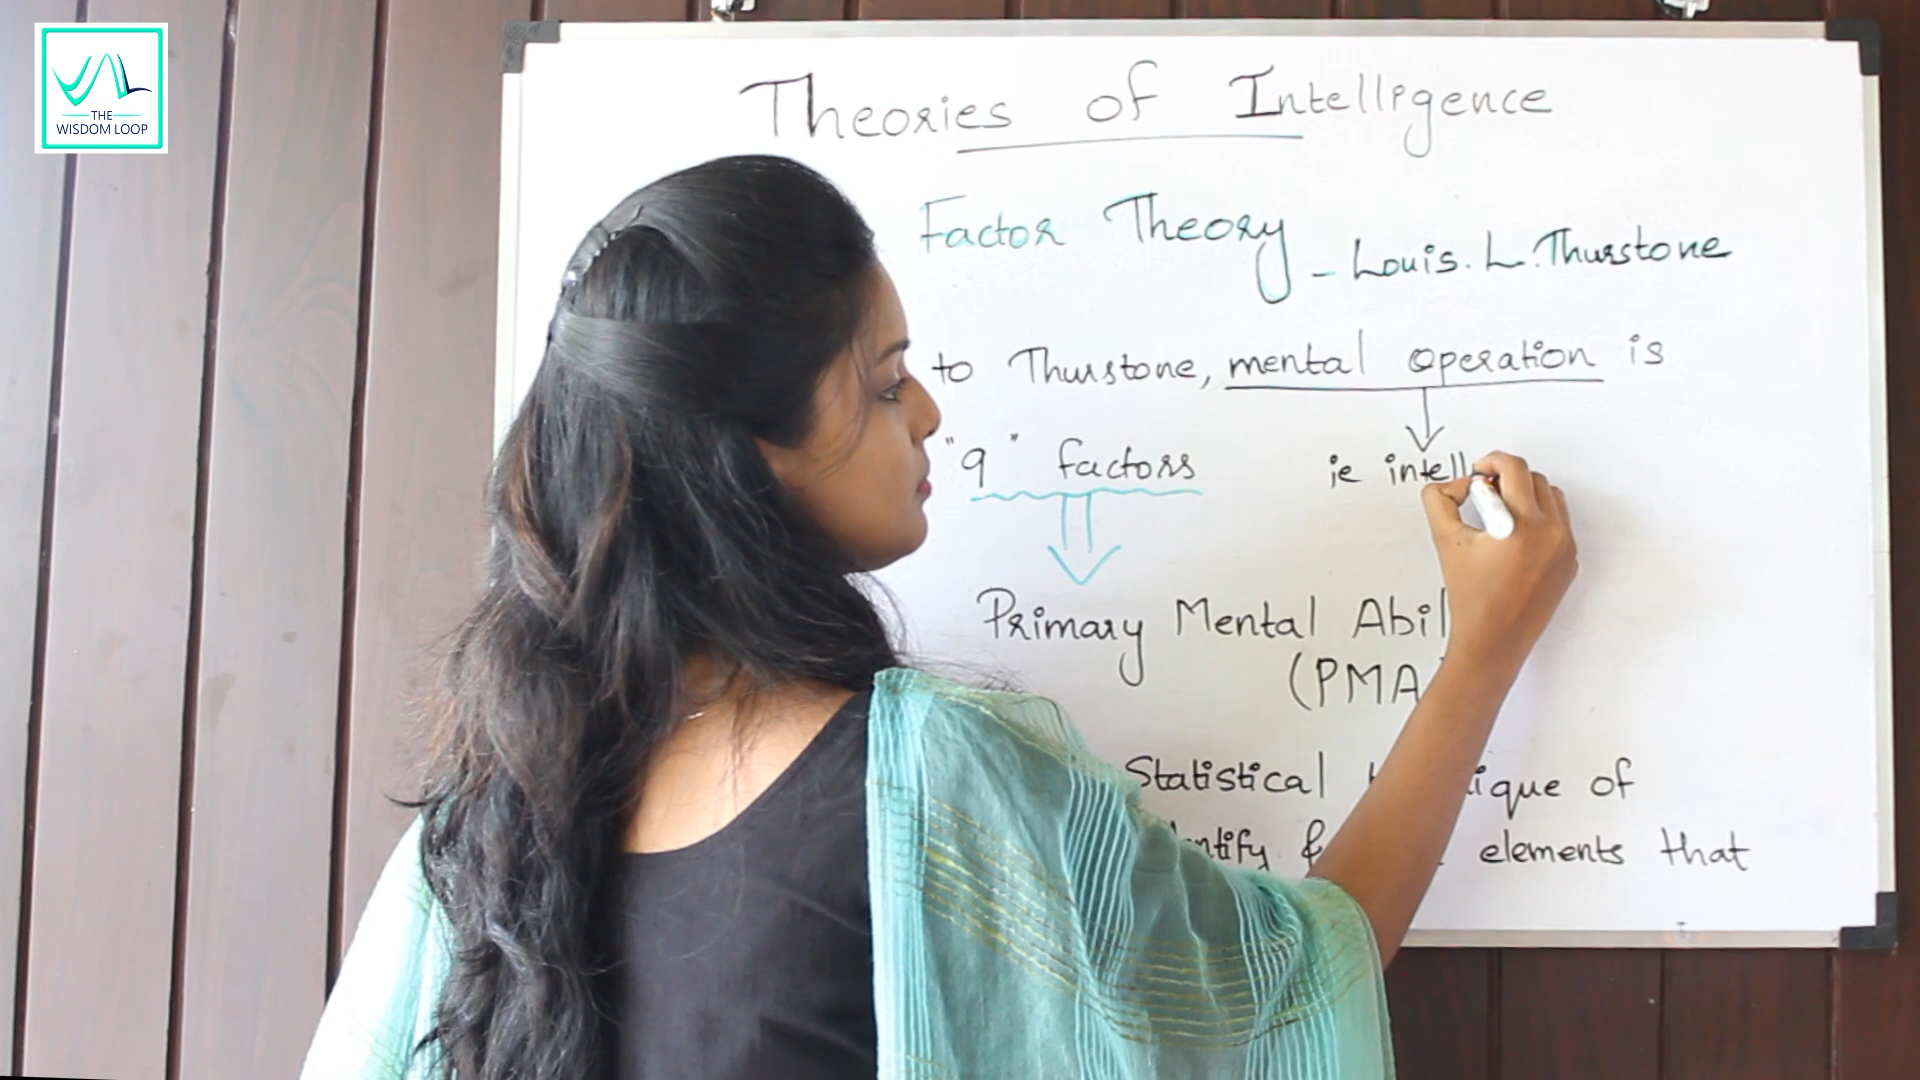 THE
WISDOM LOOP
Theories of Intelligence
Factor Theory - Louis. L. Thurstone
to Thurstone, mental operation is
"9" factors ie intell
Primary Mental Abil
(PMA
Statistical ique of
ntify & elements that